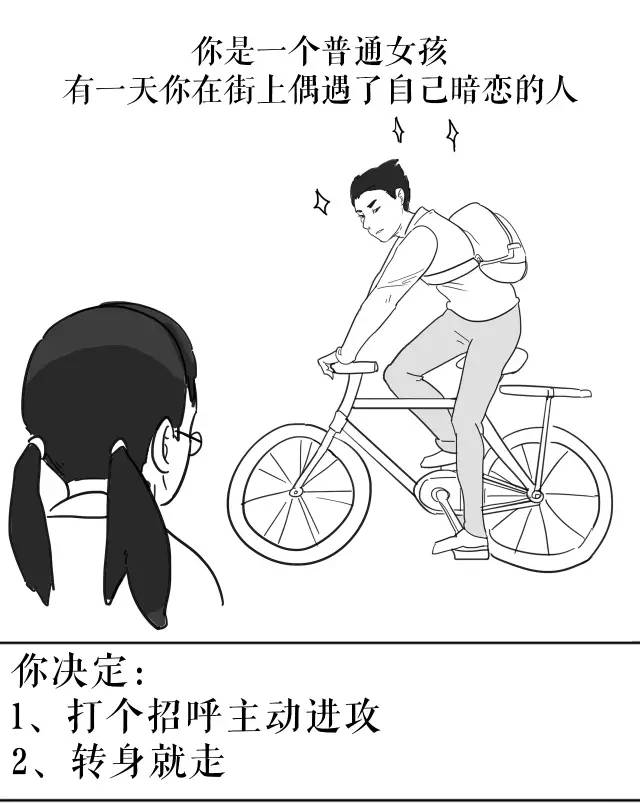 你是一个普通女孩
有一天你在街上偶遇了自己暗恋的人
你决定:
1、打个招呼主动进攻
2、转身就走